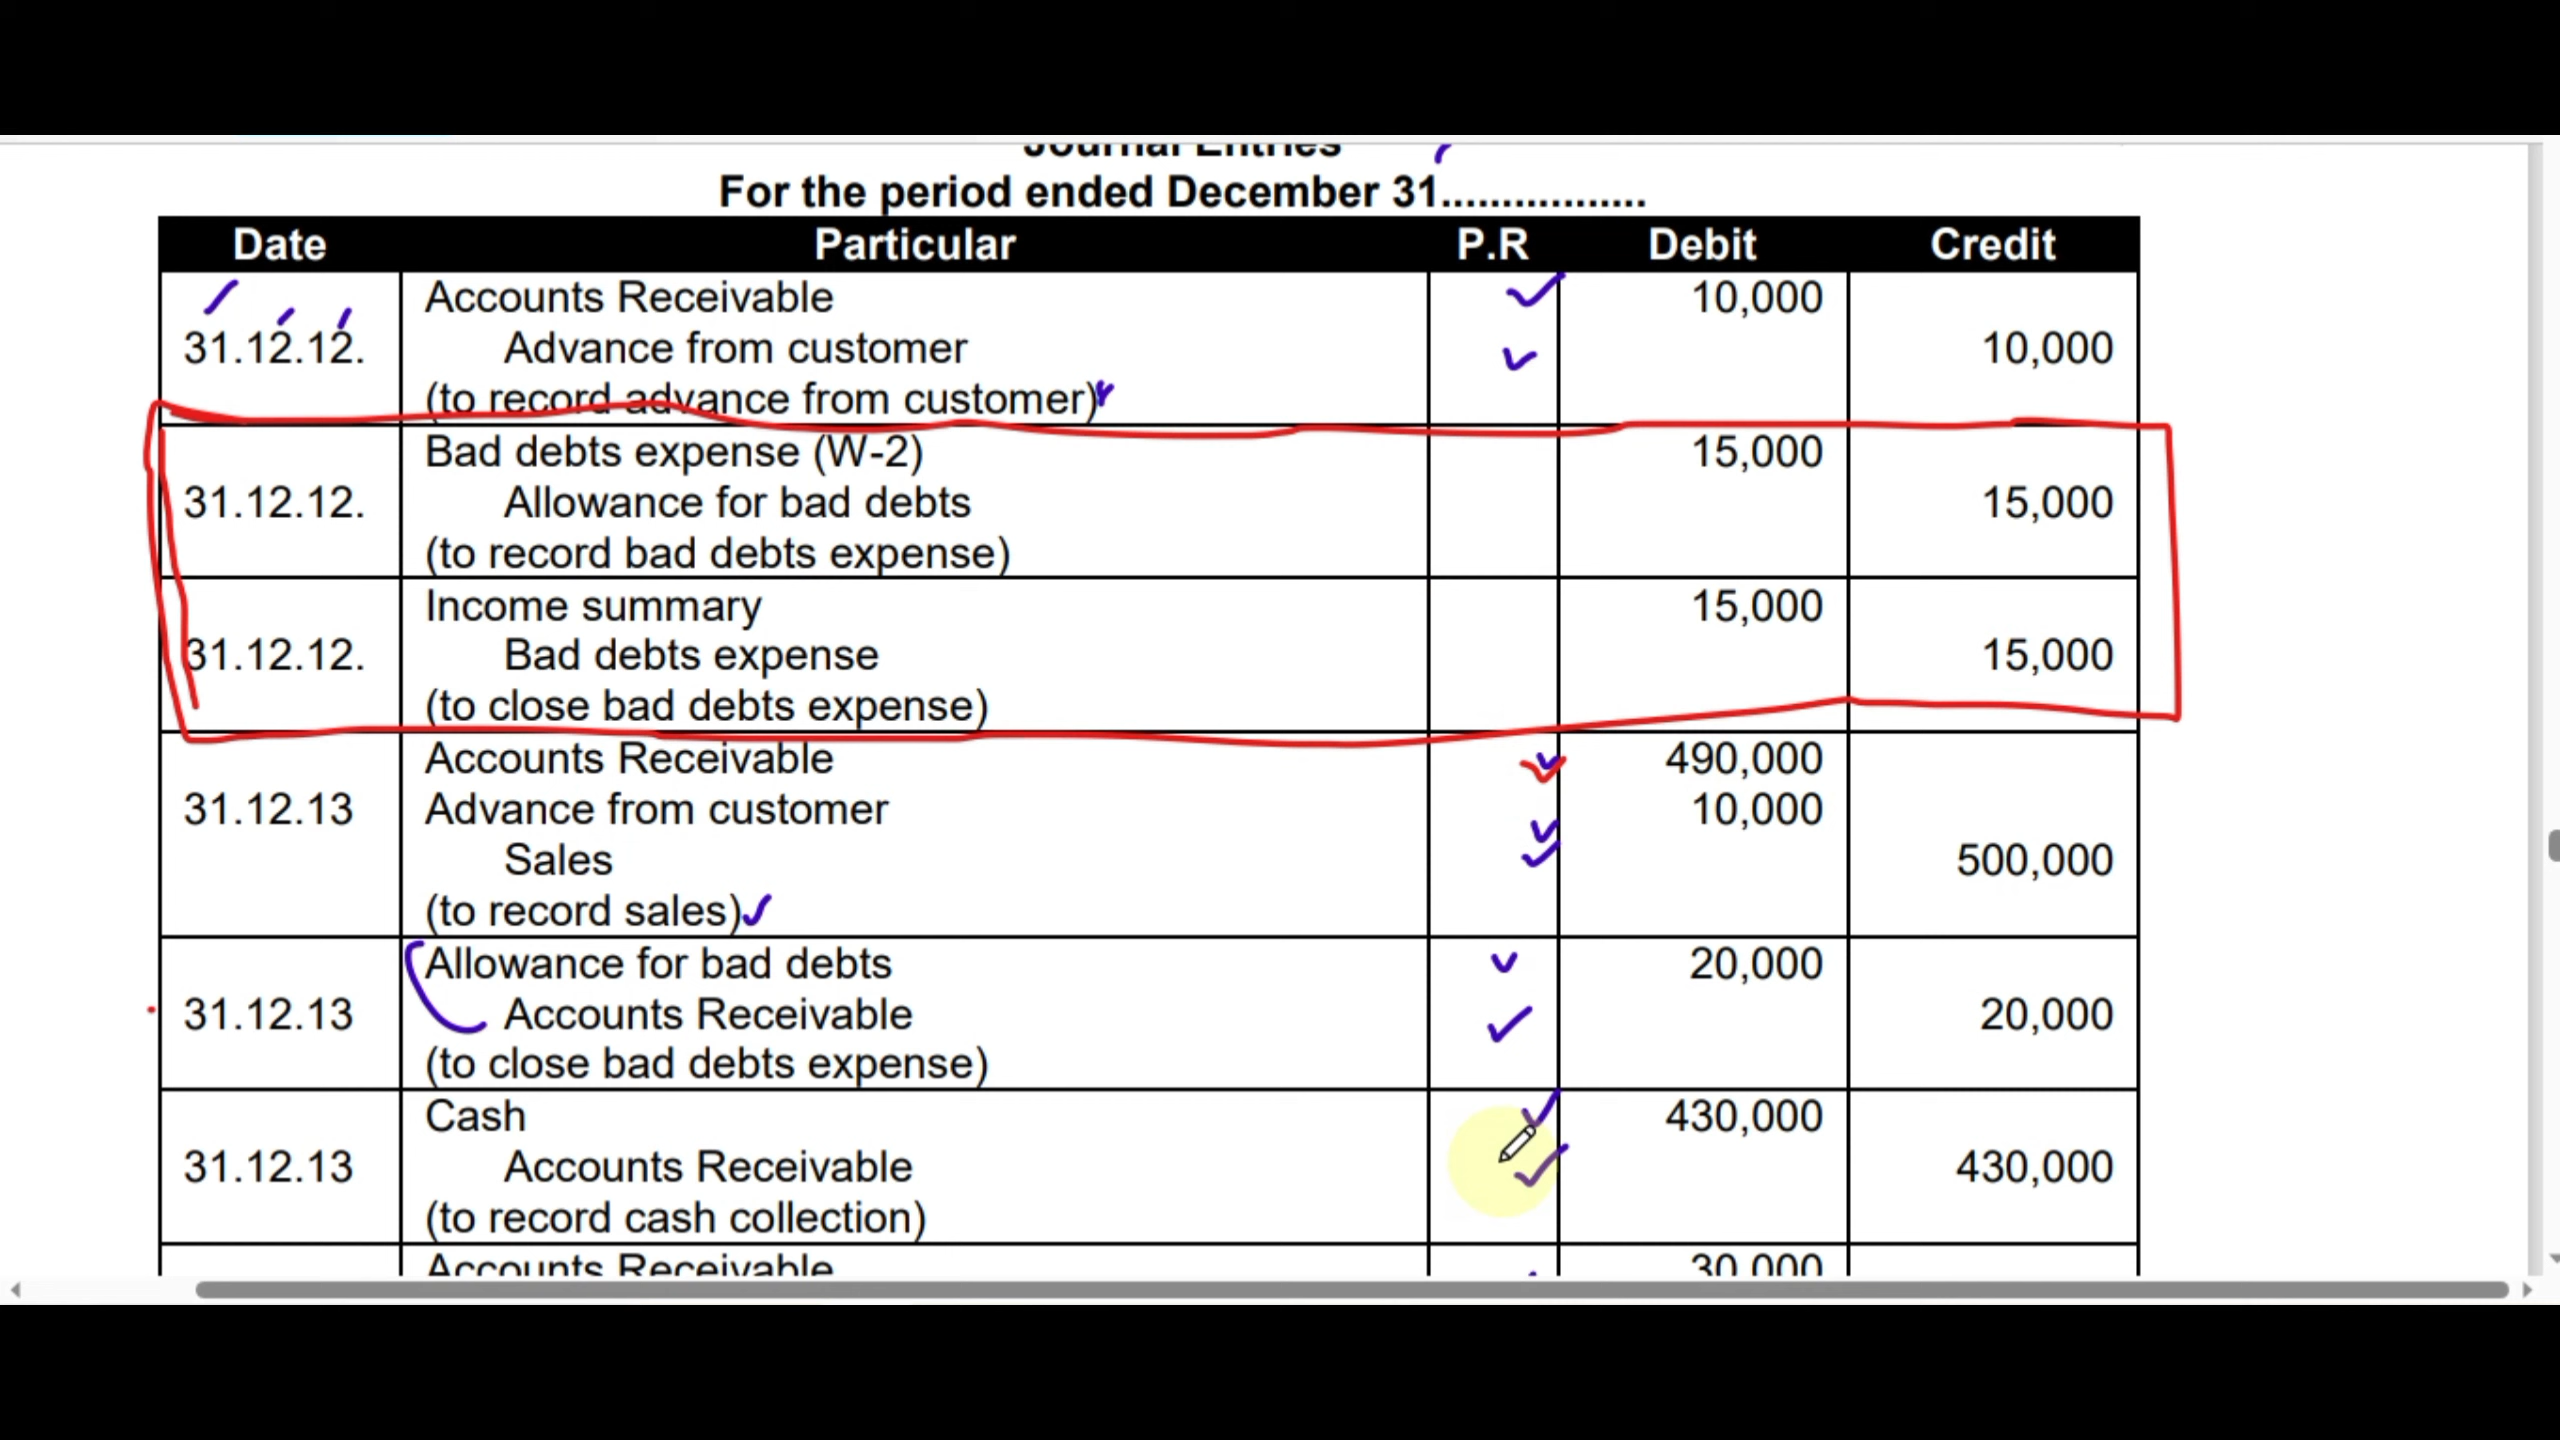 Journal Entries
For the period ended December 31.................
Date Particular P.R Debit Credit
Accounts Receivable 10,000
31.12.12. Advance from customer 10,000
(to record advance from customer)
Bad debts expense (W-2) 15,000
31.12.12. Allowance for bad debts 15,000
(to record bad debts expense)
Income summary 15,000
31.12.12. Bad debts expense 15,000
(to close bad debts expense)
Accounts Receivable 490,000
31.12.13 Advance from customer 10,000
Sales 500,000
(to record sales)
Allowance for bad debts 20,000
31.12.13 Accounts Receivable 20,000
(to close bad debts expense)
Cash 430,000
31.12.13 Accounts Receivable 430,000
(to record cash collection)
Accounts Receivable 30,000